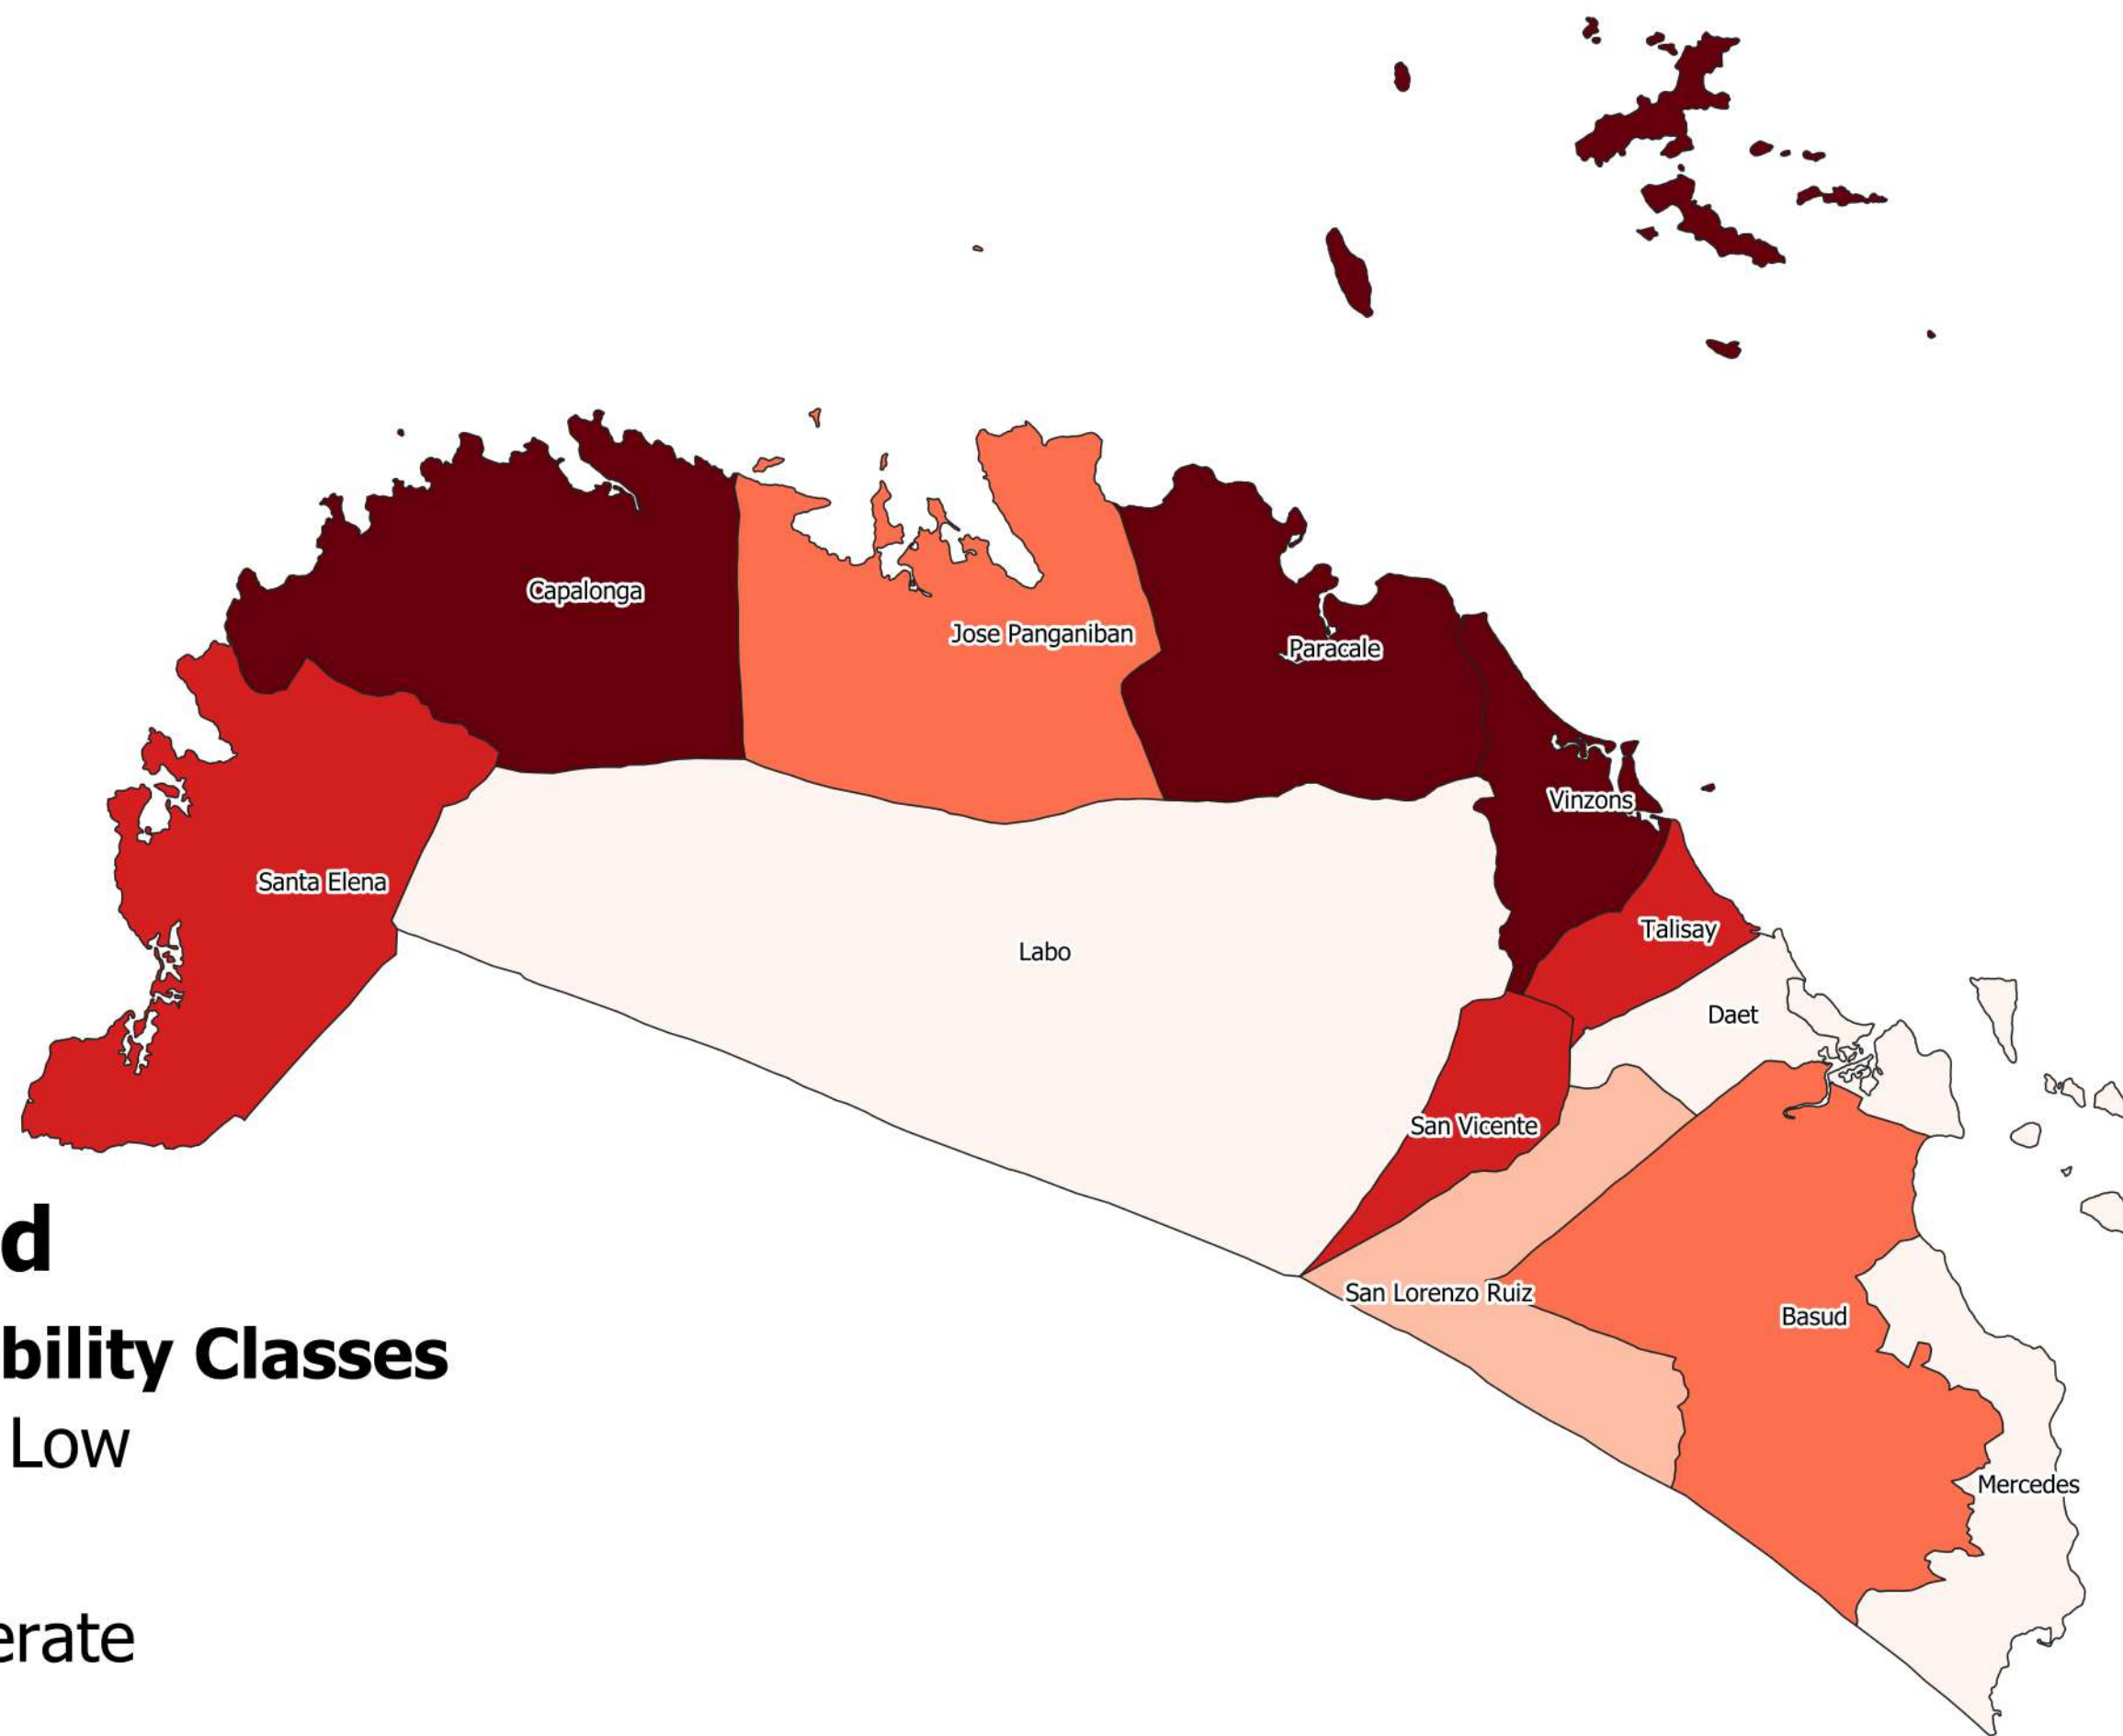 Capalonga
Jose Panganiban
Paracale
Vinzons
Santa Elena
Talisay
Labo
Daet
San Vicente
San Lorenzo Ruiz
Basud
Mercedes
d
bility Classes
Low
erate